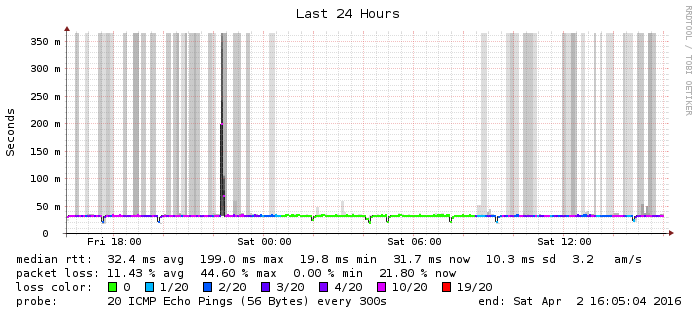 Last 24 Hours
RRDTOOL / TOBI OETIKER
Seconds
350 m
300 m
250 m
200 m
150 m
100 m
50 m
0
Fri 18:00 Sat 00:00 Sat 06:00 Sat 12:00
median rtt: 32.4 ms avg 199.0 ms max 19.8 ms min 31.7 ms now 10.3 ms sd 3.2 am/s
packet loss: 11.43 % avg 44.60 % max 0.00 % min 21.80 % now
loss color: 0 1/20 2/20 3/20 4/20 10/20 19/20
probe: 20 ICMP Echo Pings (56 Bytes) every 300s end: Sat Apr 2 16:05:04 2016